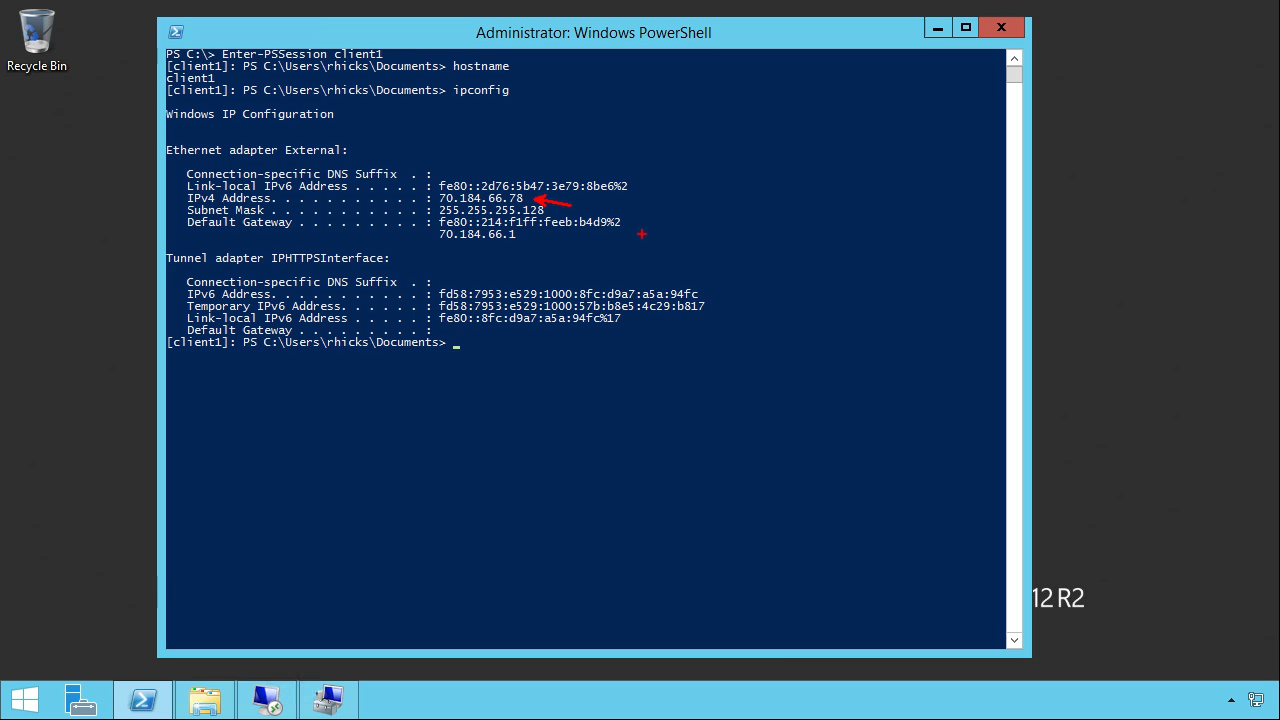 Recycle Bin
Administrator: Windows PowerShell
PS C:\> Enter-PSSession client1
[client1]: PS C:\Users\rhicks\Documents> hostname
client1
[client1]: PS C:\Users\rhicks\Documents> ipconfig
Windows IP Configuration
Ethernet adapter External:
Connection-specific DNS Suffix  . :
Link-local IPv6 Address . . . . . : fe80::2d76:5b47:3e79:8be6%2
IPv4 Address. . . . . . . . . . . : 70.184.66.78
Subnet Mask . . . . . . . . . . . : 255.255.255.128
Default Gateway . . . . . . . . . : fe80::214:f1ff:feeb:b4d9%2
70.184.66.1
Tunnel adapter IPHTTPSInterface:
Connection-specific DNS Suffix  . :
IPv6 Address. . . . . . . . . . . : fd58:7953:e529:1000:8fc:d9a7:a5a:94fc
Temporary IPv6 Address. . . . . . : fd58:7953:e529:1000:57b:b8e5:4c29:b817
Link-local IPv6 Address . . . . . : fe80::8fc:d9a7:a5a:94fc%17
Default Gateway . . . . . . . . . :
[client1]: PS C:\Users\rhicks\Documents> _
12 R2